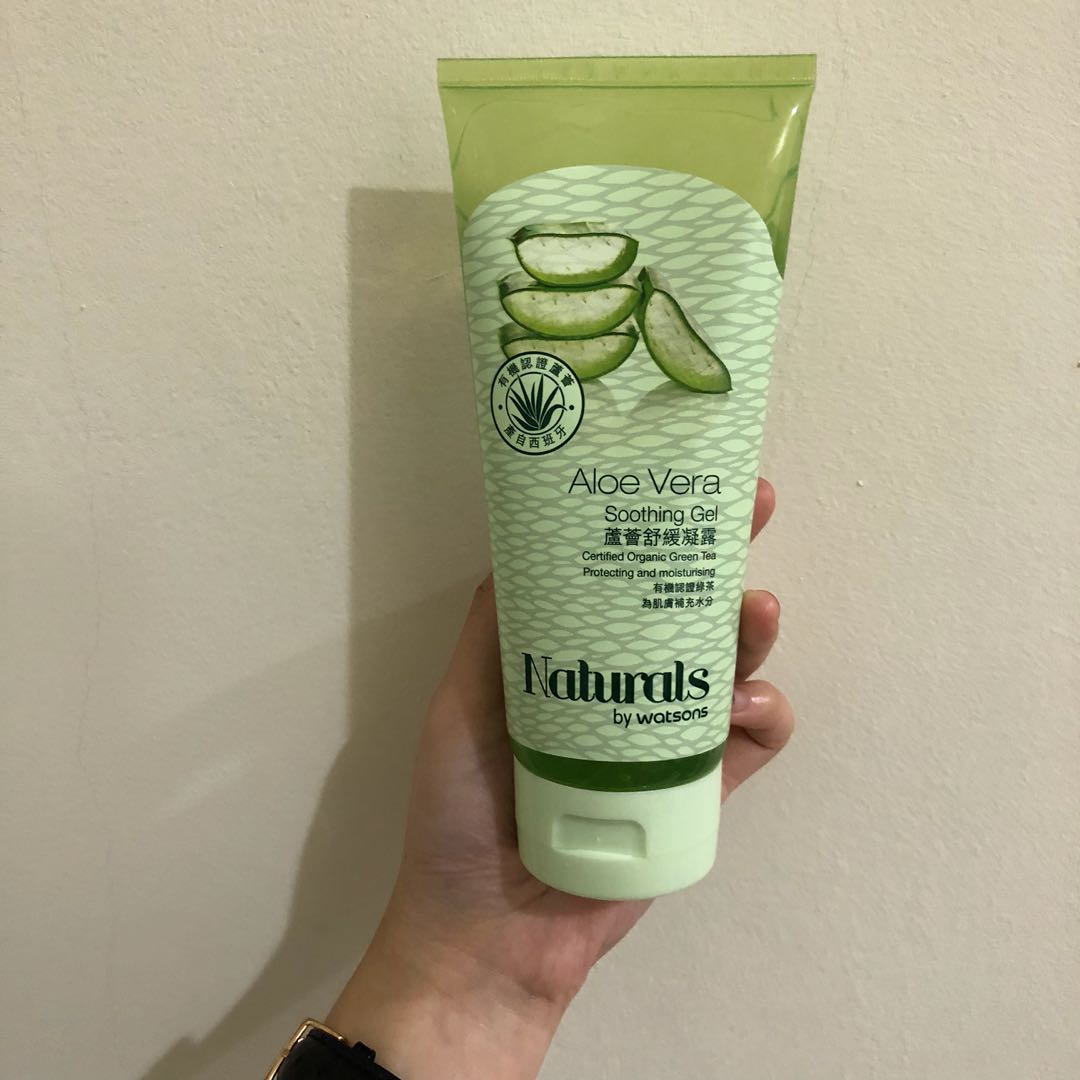 有機認證蘆薈
產自西班牙
Aloe Vera
Soothing Gel
蘆薈舒緩凝露
Certified Organic Green Tea
Protecting and moisturising
有機認證綠茶
為肌膚補充水分
Naturals
by watsons